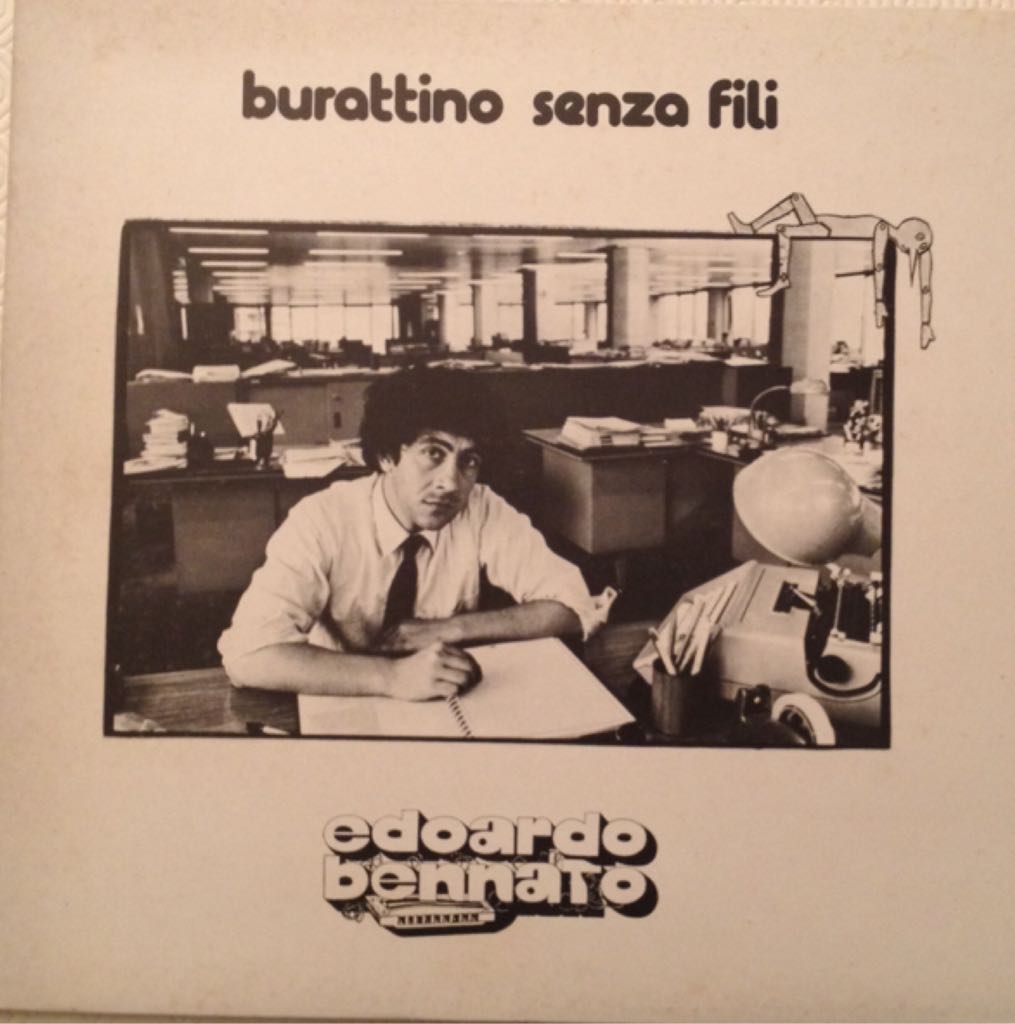 burattino senza fili
edoardo
bennato